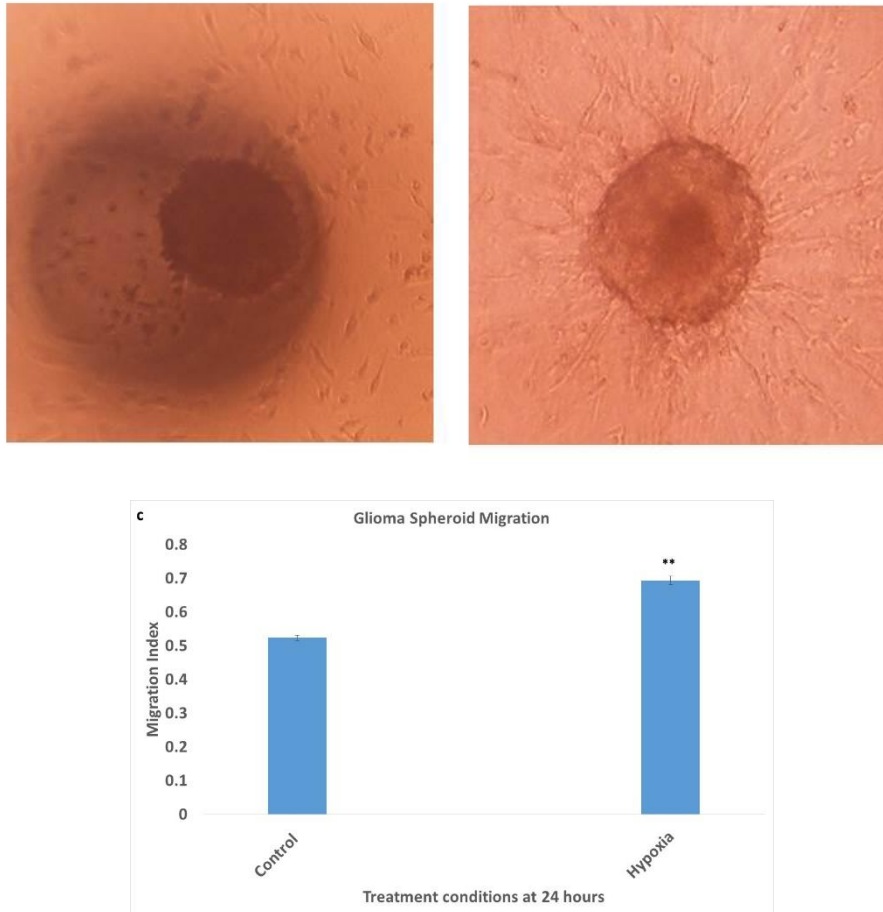 c
Glioma Spheroid Migration
Migration Index
0.8
0.7
0.6
0.5
0.4
0.3
0.2
0.1
0
**
Control
Hypoxia
Treatment conditions at 24 hours